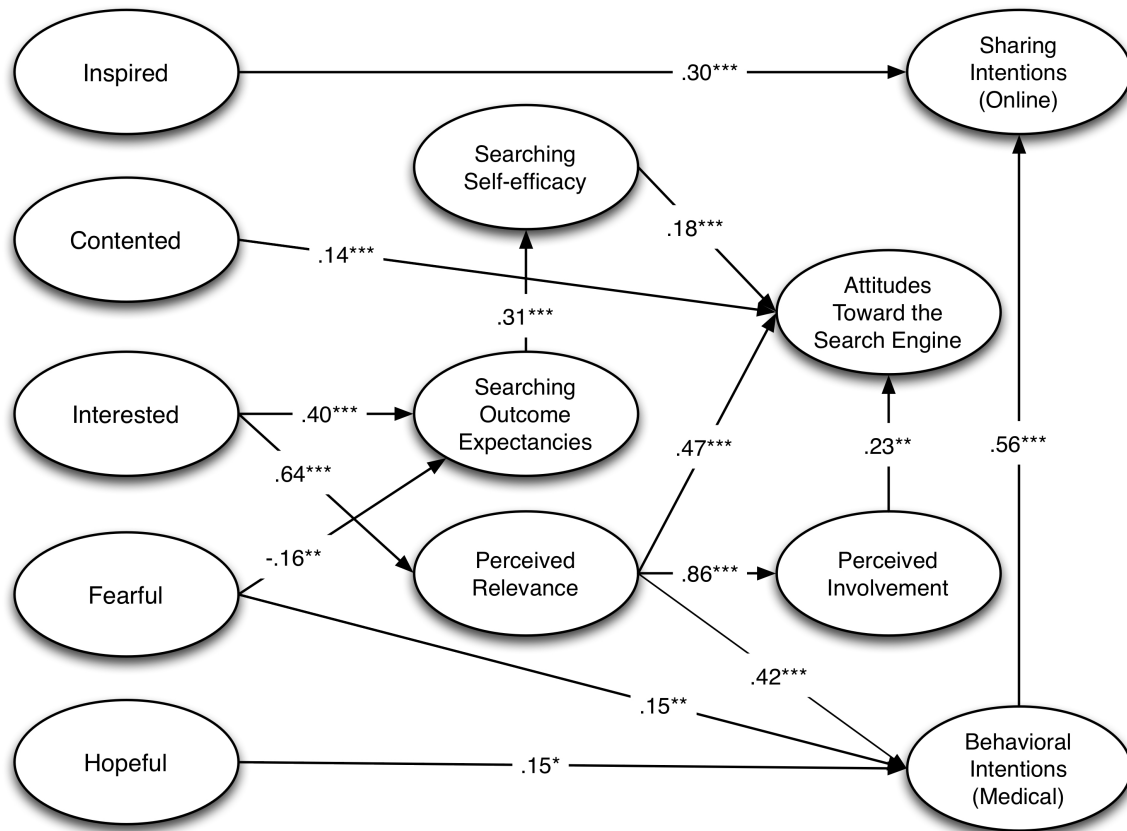 Inspired
.30***
Sharing
Intentions
(Online)
Searching
Self-efficacy
.18***
Contented
.14***
Attitudes
Toward the
Search Engine
.31***
Interested
.40***
Searching
Outcome
Expectancies
.64***
.47***
.23**
.56***
-.16**
Fearful
Perceived
Relevance
.86***
Perceived
Involvement
.42***
.15**
Hopeful
.15*
Behavioral
Intentions
(Medical)